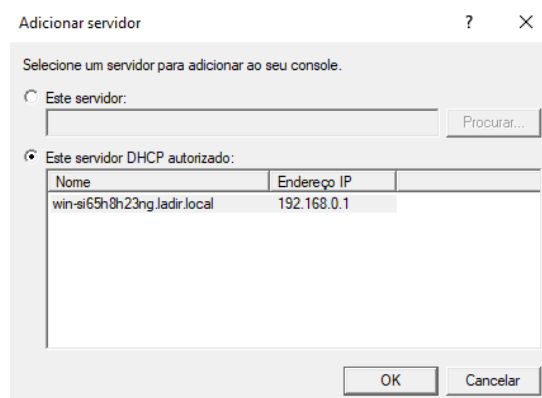 Adicionar servidor ?
Selecione um servidor para adicionar ao seu console.
Este servidor:
Procurar...
Este servidor DHCP autorizado:
Nome Endereço IP
win-si65h8h23ng.ladir.local 192.168.0.1
OK Cancelar